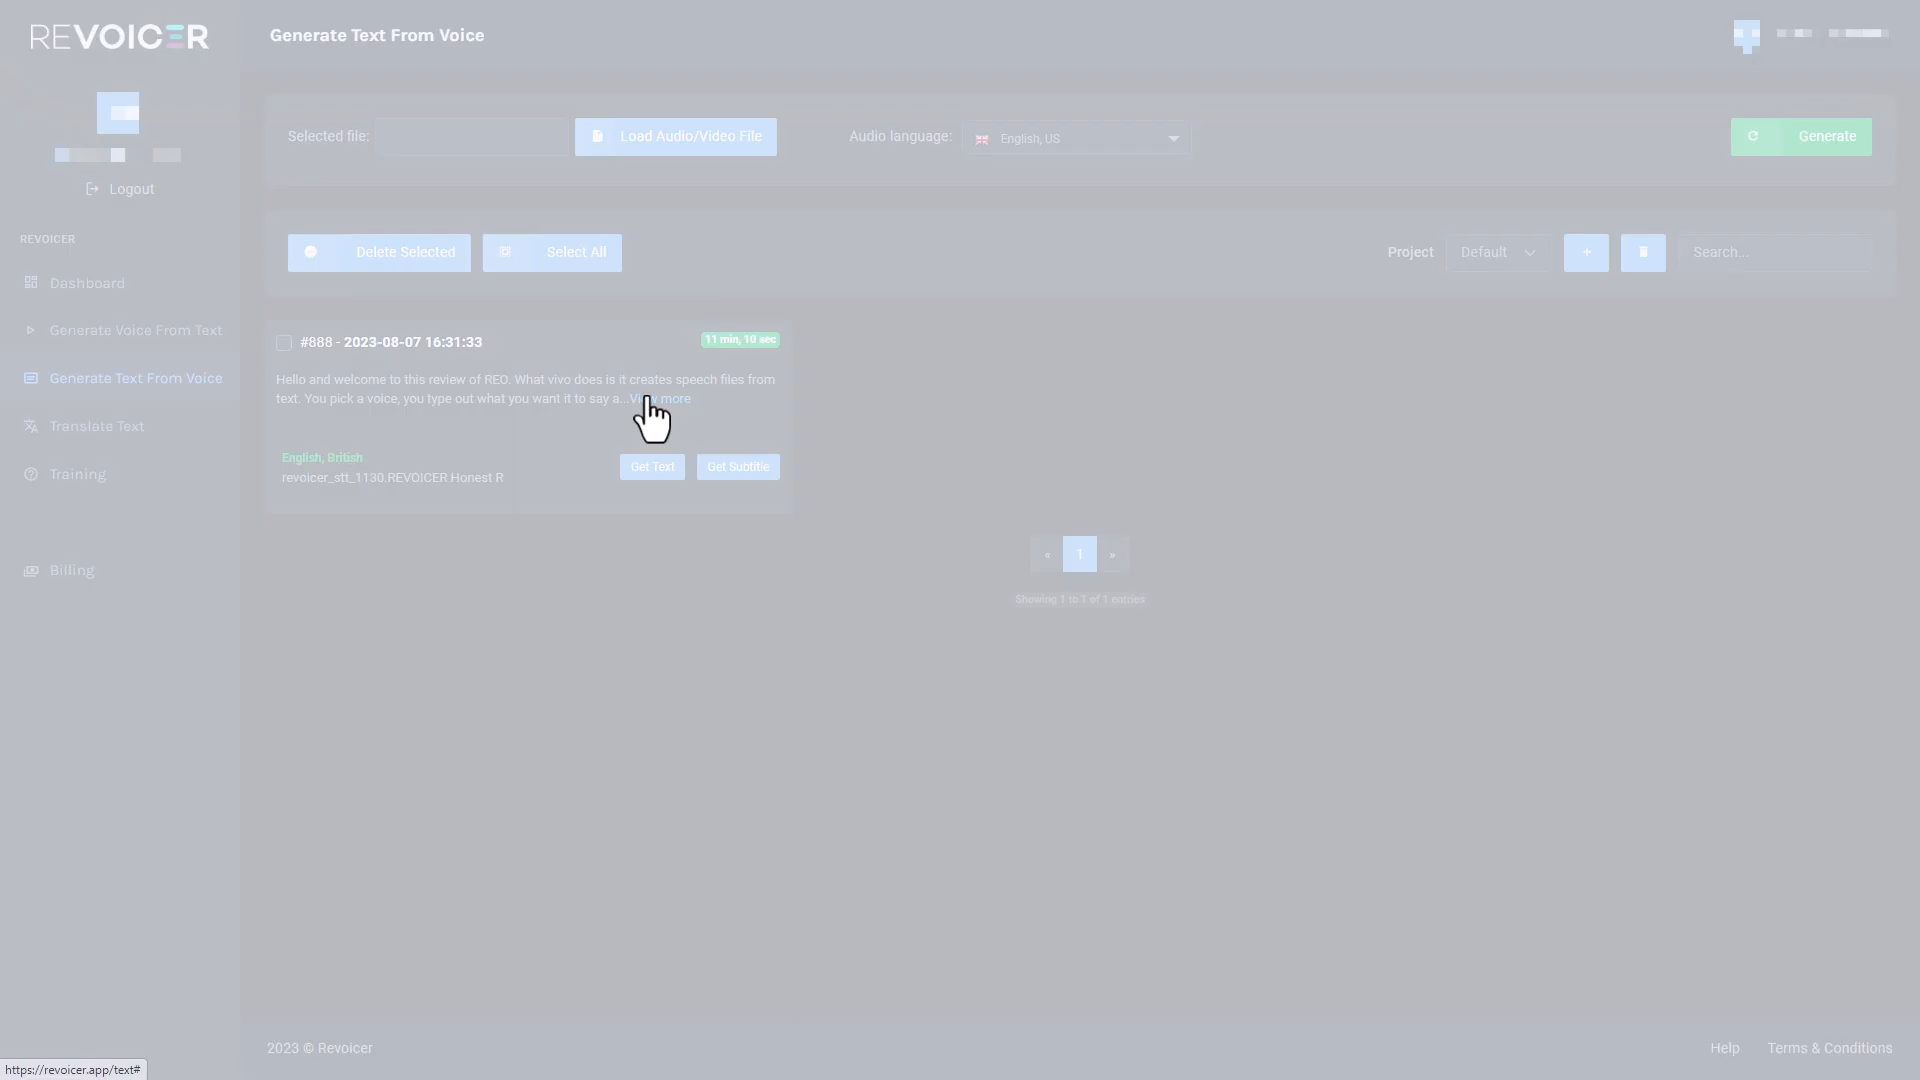 REVOICER
Generate Text From Voice
Logout
REVOICER
Dashboard
Generate Voice From Text
Generate Text From Voice
Translate Text
Training
Billing
Selected file:
Load Audio/Video File
Audio language:
English, US
Generate
Delete Selected
Select All
Project
Default
+
Search...
#888 - 2023-08-07 16:31:33
11 min, 10 sec
Hello and welcome to this review of REO. What vivo does is it creates speech files from
text. You pick a voice, you type out what you want it to say a...View more
English, British
revoicer_stt_1130.REVOICER Honest R
Get Text
Get Subtitle
« 1 »
Showing 1 to 1 of 1 entries
2023 © Revoicer
Help
Terms & Conditions
https://revoicer.app/text#